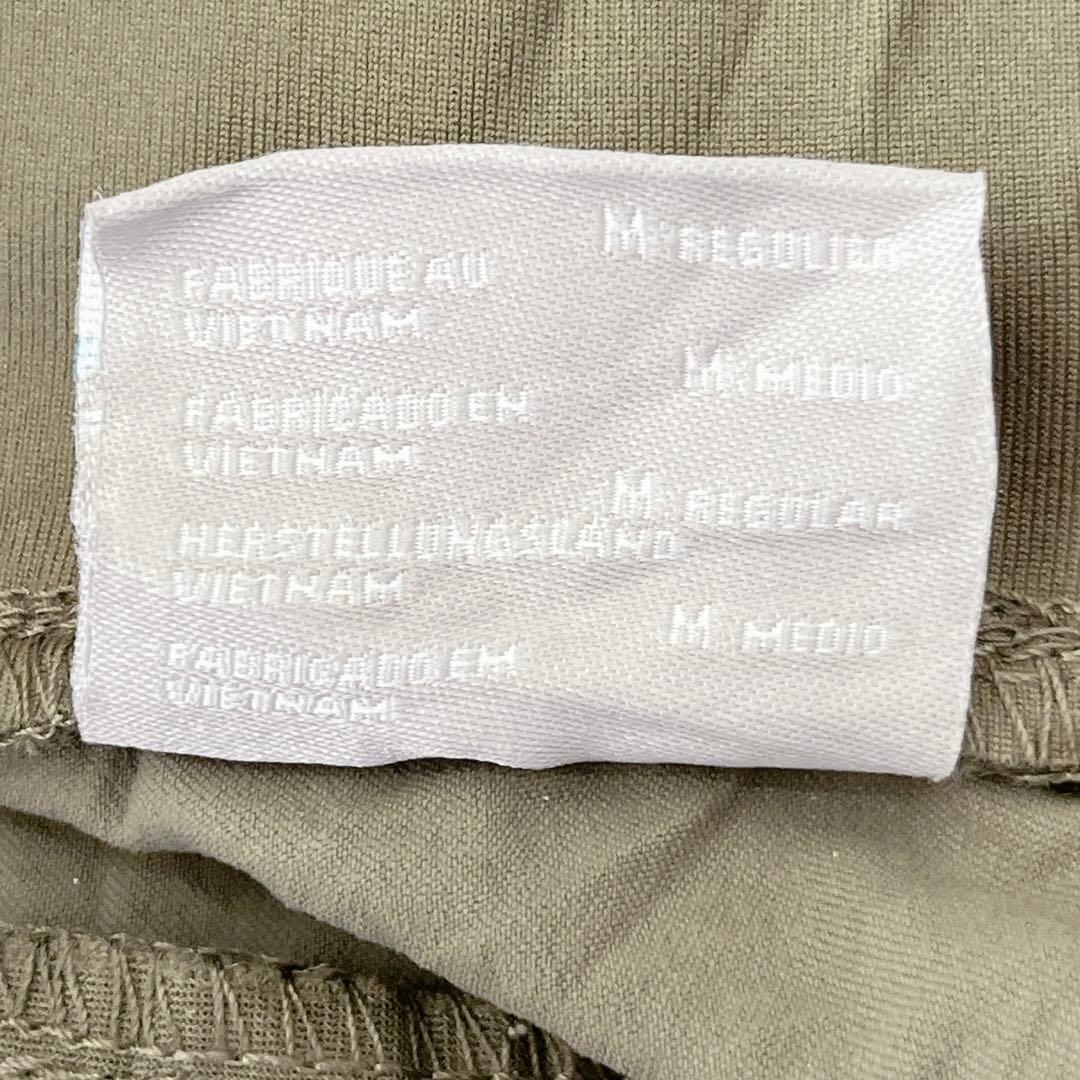 M: REGULIER
FABRIQUE AU
VIETNAM
M: MEDIO
FABRICADO EN
VIETNAM
M: REGULAR
HERSTELLUNGSLAND
VIETNAM
M: MEDIO
FABRICADO EM
VIETNAM